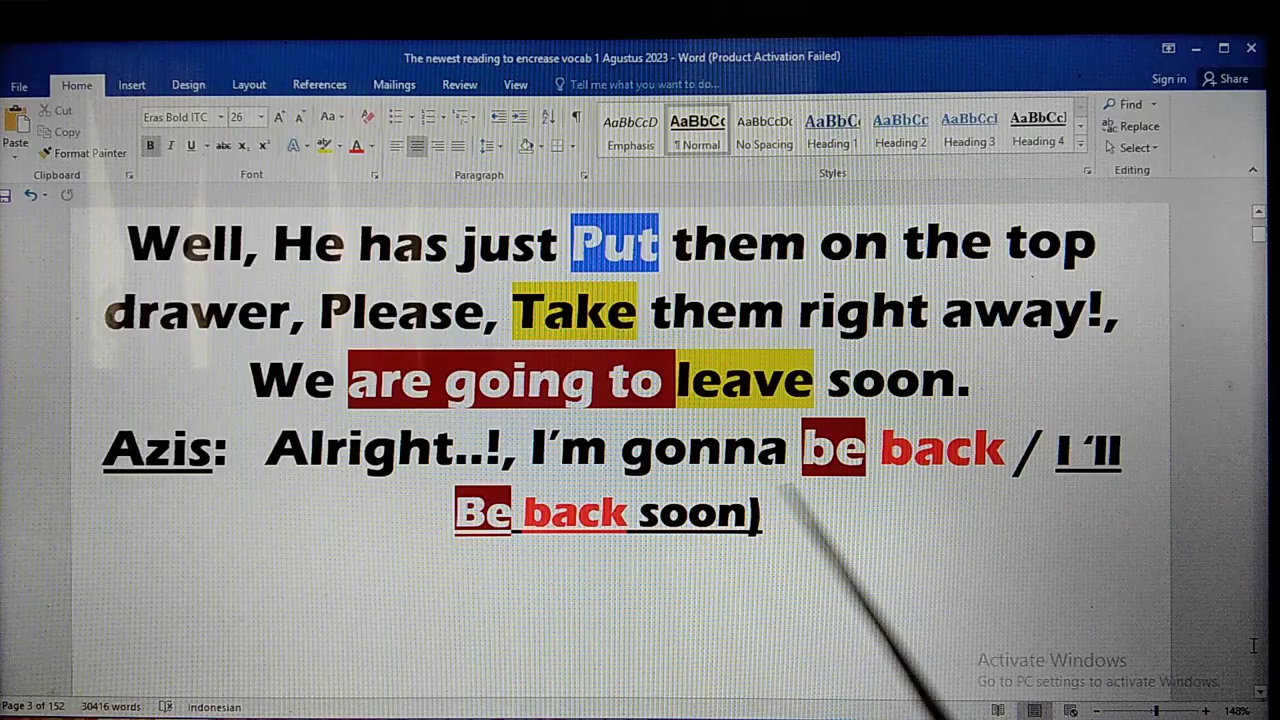 The newest reading to encrease vocab 1 Agustus 2023 - Word (Product Activation Failed)
File Home Insert Design Layout References Mailings Review View Tell me what you want to do... Sign in Share
Cut
Copy
Paste
Format Painter
Clipboard
Eras Bold ITC 26
Font
Paragraph
AaBbCcD AaBbCc AaBbCcDc AaBbC AaBbCc AaBbCcI AaBbCcI
Emphasis ¶ Normal No Spacing Heading 1 Heading 2 Heading 3 Heading 4
Styles
Find
Replace
Select
Editing
Well, He has just Put them on the top
drawer, Please, Take them right away!,
We are going to leave soon.
Azis: Alright..!, I'm gonna be back / I 'll
Be back soon)
Activate Windows
Go to PC settings to activate Windows.
Page 3 of 152 30416 words Indonesian 148%